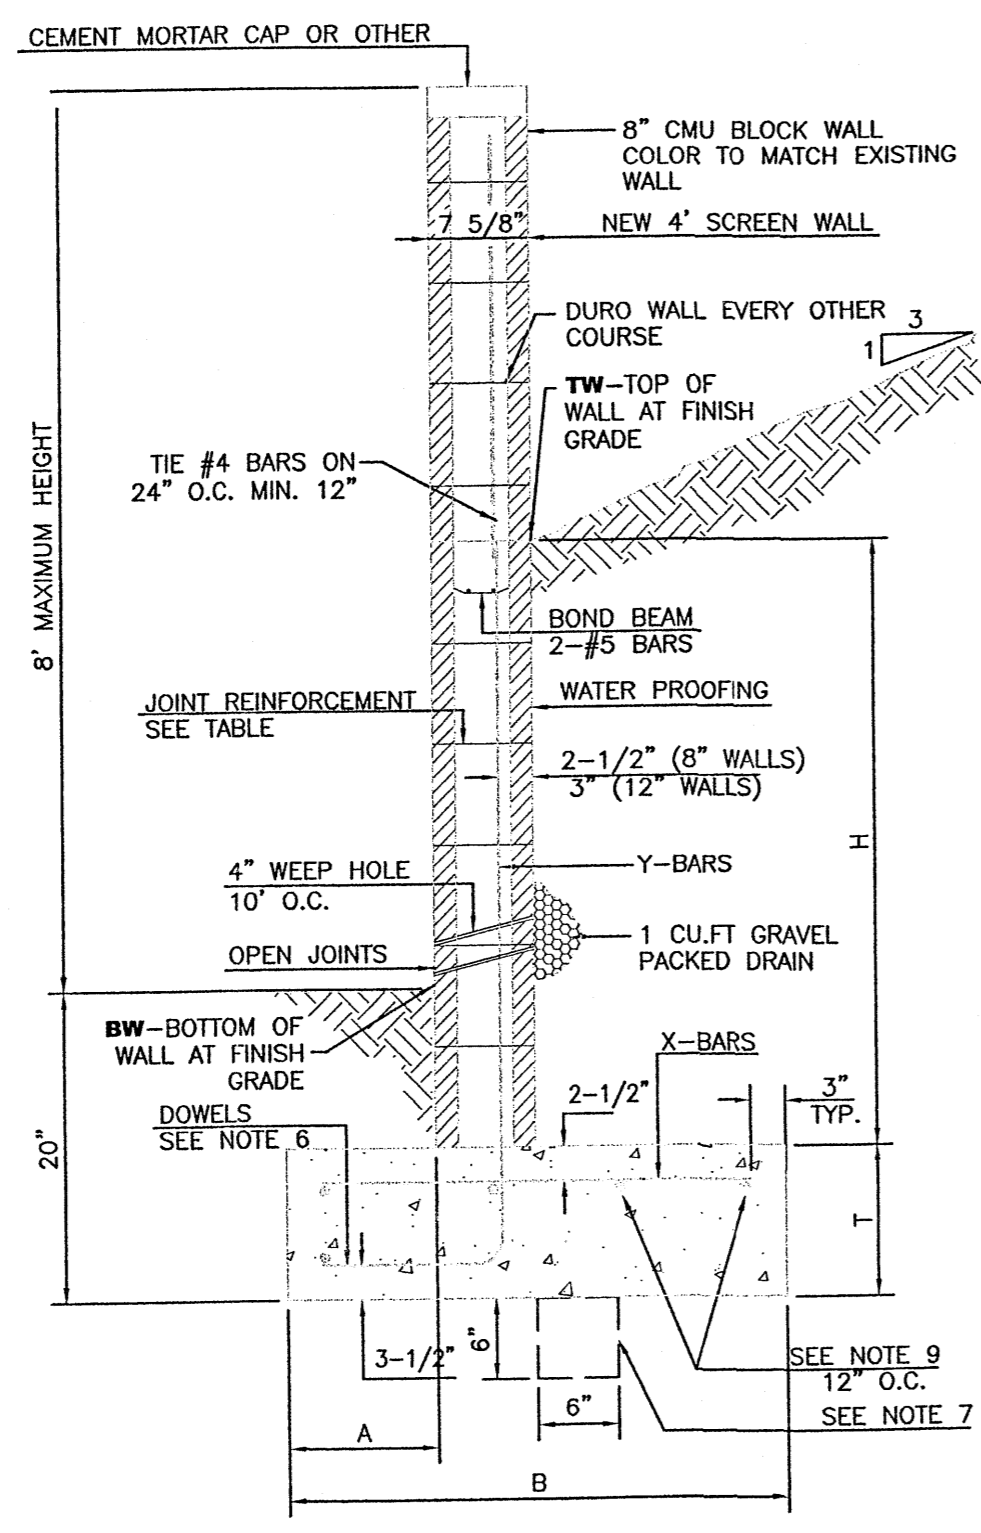 CEMENT MORTAR CAP OR OTHER
8" CMU BLOCK WALL
COLOR TO MATCH EXISTING
WALL
7 5/8"
NEW 4' SCREEN WALL
DURO WALL EVERY OTHER
COURSE
3
1
TW-TOP OF
WALL AT FINISH
GRADE
TIE #4 BARS ON
24" O.C. MIN. 12"
8' MAXIMUM HEIGHT
BOND BEAM
2-#5 BARS
JOINT REINFORCEMENT
SEE TABLE
WATER PROOFING
2-1/2" (8" WALLS)
3" (12" WALLS)
H
4" WEEP HOLE
10' O.C.
Y-BARS
OPEN JOINTS
1 CU.FT GRAVEL
PACKED DRAIN
BW-BOTTOM OF
WALL AT FINISH
GRADE
X-BARS
2-1/2"
3"
TYP.
DOWELS
SEE NOTE 6
20"
T
3-1/2"
6"
6"
SEE NOTE 9
12" O.C.
SEE NOTE 7
A
B